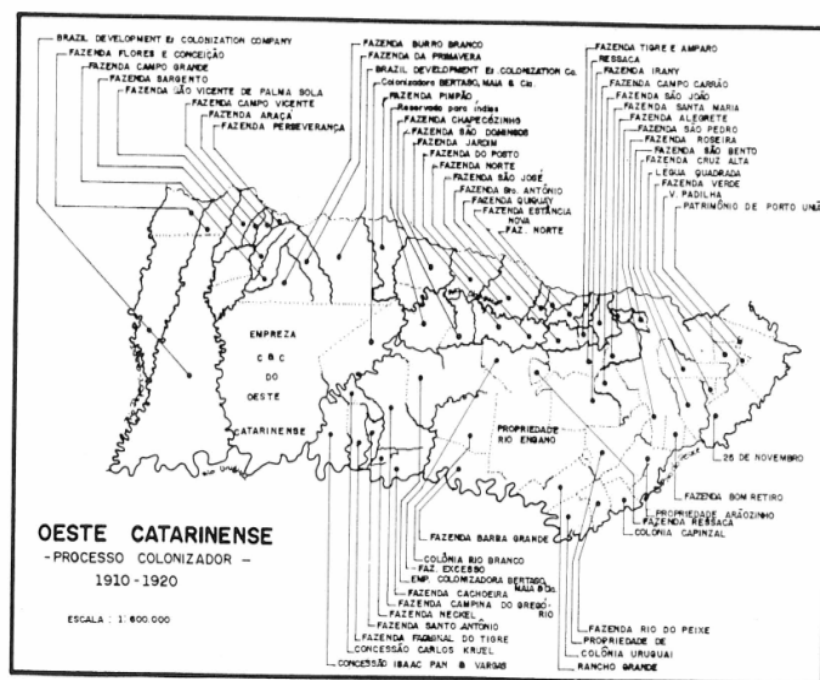 BRAZIL DEVELOPMENT E COLONIZATION COMPANY
FAZENDA FLORES E CONCEIÇÃO
FAZENDA CAMPO GRANDE
FAZENDA SARGENTO
FAZENDA SÃO VICENTE DE PALMA SOLA
FAZENDA CAMPO VICENTE
FAZENDA ARAÇÁ
FAZENDA PERSEVERANÇA
FAZENDA BURRO BRANCO
FAZENDA DA PRIMAVERA
BRAZIL DEVELOPMENT E COLONIZATION Co.
Colonizadora BERTASO, MAIA & Cia.
FAZENDA PIMPÃO
Reservado para índios
FAZENDA CHAPECÓZINHO
FAZENDA SÃO DOMINGOS
FAZENDA JARDIM
FAZENDA DO POSTO
FAZENDA NORTE
FAZENDA SÃO JOSÉ
FAZENDA Sto. ANTÔNIO
FAZENDA QUIGUAY
FAZENDA ESTÂNCIA
NOVA
FAZ. NORTE
FAZENDA TIGRE E AMPARO
RESSACA
FAZENDA IRANY
FAZENDA CAMPO CARRÃO
FAZENDA SÃO JOÃO
FAZENDA SANTA MARIA
FAZENDA ALEGRETE
FAZENDA SÃO PEDRO
FAZENDA ROSEIRA
FAZENDA SÃO BENTO
FAZENDA CRUZ ALTA
LEGUA QUADRADA
FAZENDA VERDE
V. PADILHA
PATRIMÔNIO DE PORTO
EMPREZA
C B C
DO
OESTE
CATARINENSE
PROPRIEDADE
RIO ENGANO
RIO
25 DE NOVEMBRO
FAZENDA BOM RETIRO
PROPRIEDADE ARAÕZINHO
FAZENDA RESSACA
COLÔNIA CAPINZAL
FAZENDA BARRA GRANDE
COLÔNIA RIO BRANCO
FAZ. EXCESSO
EMP. COLONIZADORA BERTASO,
MAIA & Cia.
FAZENDA CACHOEIRA
FAZENDA CAMPINA DO GREGÓ-
RIO
FAZENDA NECKEL
FAZENDA SANTO ANTÔNIO
FAZENDA FAXINAL DO TIGRE
CONCESSÃO CARLOS KRUEL
CONCESSÃO ISAAC PAN & VARGAS
FAZENDA RIO DO PEIXE
PROPRIEDADE DE
COLÔNIA URUGUAI
RANCHO GRANDE
OESTE CATARINENSE
- PROCESSO COLONIZADOR -
1910 - 1920
ESCALA : 1: 600.000